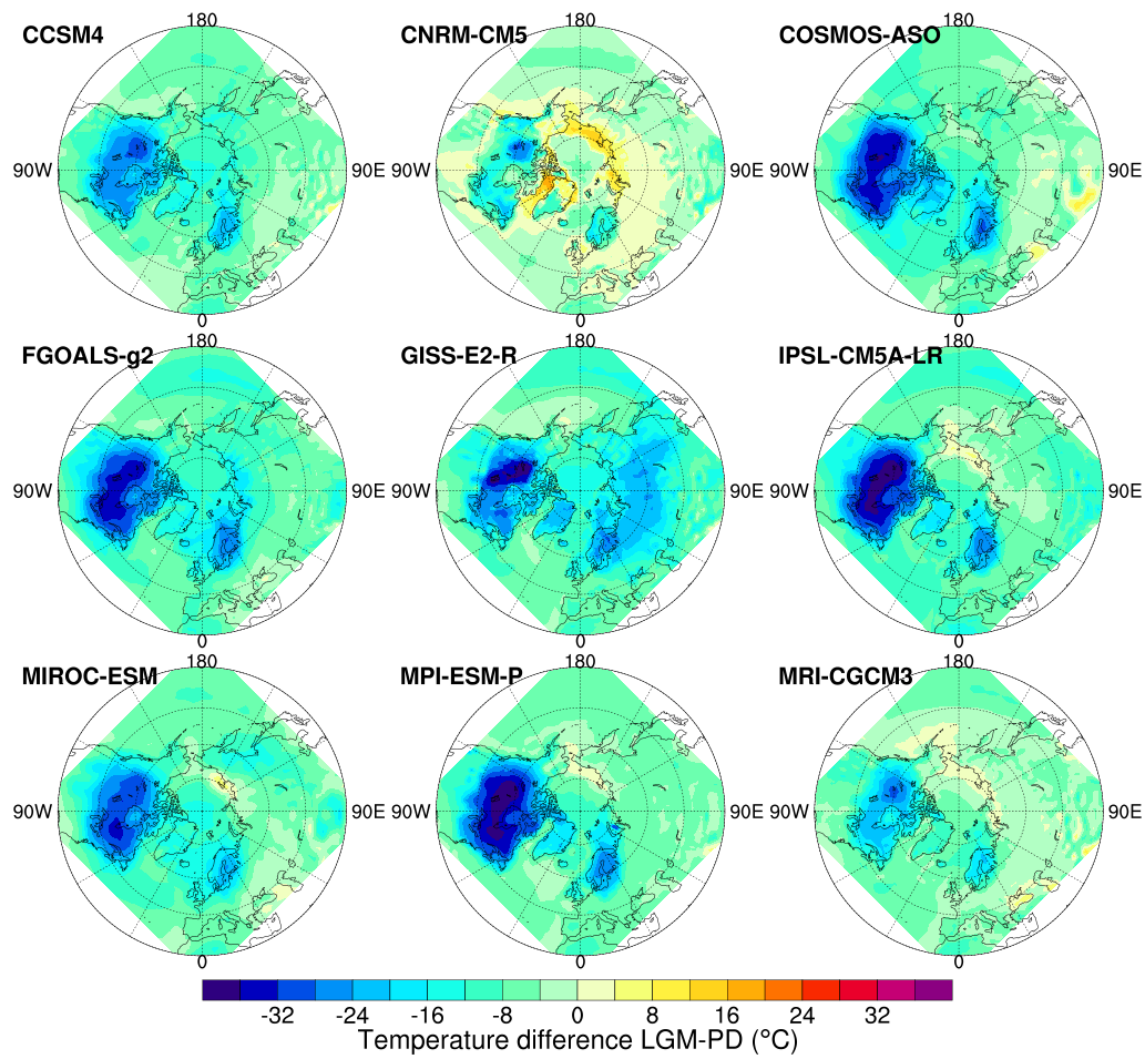 CCSM4 180 CNRM-CM5 180 COSMOS-ASO 180
90W 90E 90W 90E 90W 90E
0 0 0
FGOALS-g2 180 GISS-E2-R 180 IPSL-CM5A-LR 180
90W 90E 90W 90E 90W 90E
0 0 0
MIROC-ESM 180 MPI-ESM-P 180 MRI-CGCM3 180
90W 90E 90W 90E 90W 90E
0 0 0
-32 -24 -16 -8 0 8 16 24 32
Temperature difference LGM-PD (°C)